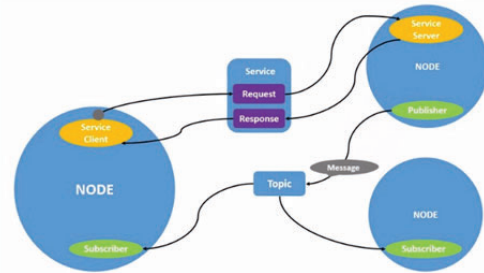 Service
Server
NODE
Publisher
Service
Request
Response
Service
Client
NODE
Subscriber
Message
Topic
NODE
Subscriber